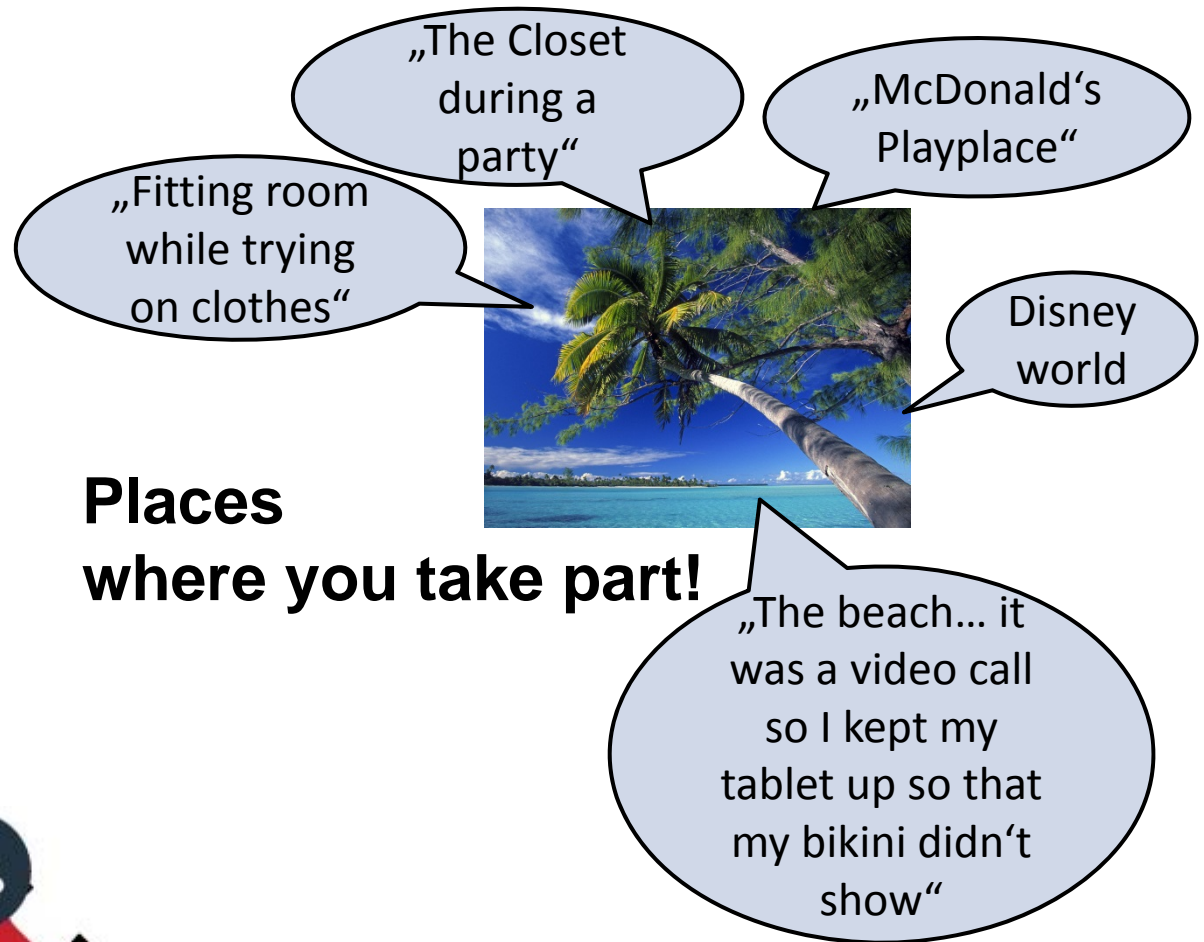 „The Closet
during a
party“
„McDonald‘s
Playplace“
„Fitting room
while trying
on clothes“
Disney
world
Places
where you take part!
„The beach… it
was a video call
so I kept my
tablet up so that
my bikini didn‘t
show“